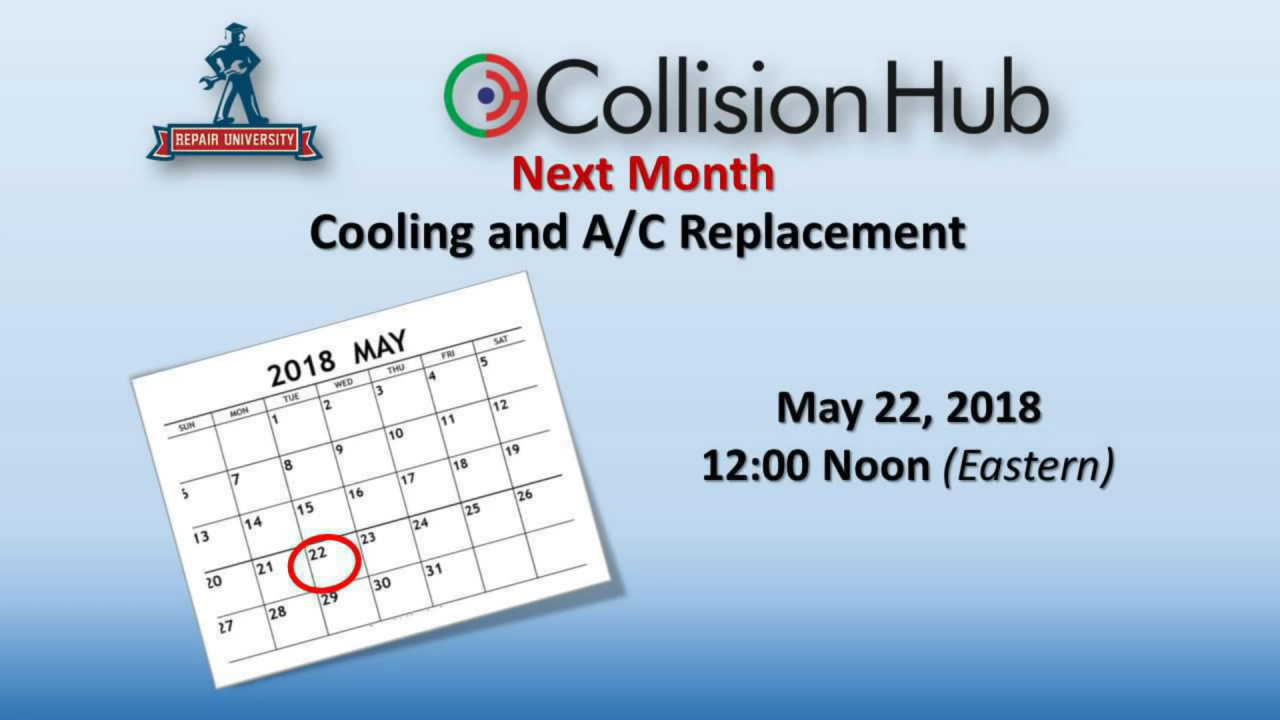 REPAIR UNIVERSITY
Collision Hub
Next Month
Cooling and A/C Replacement
2018 MAY
SUN MON TUE WED THU FRI SAT
1 2 3 4 5
6 7 8 9 10 11 12
13 14 15 16 17 18 19
20 21 22 23 24 25 26
27 28 29 30 31
May 22, 2018
12:00 Noon (Eastern)